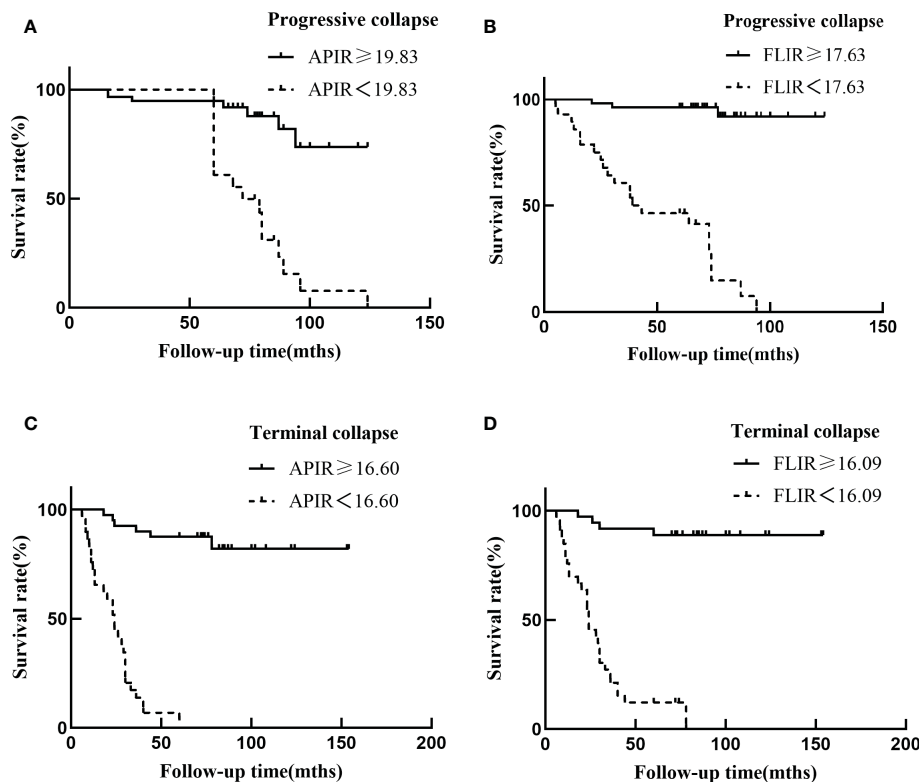 A
Progressive collapse
APIR≥19.83
APIR<19.83
Survival rate(%)
100
50
0
0 50 100 150
Follow-up time(mths)
B
Progressive collapse
FLIR≥17.63
FLIR<17.63
Survival rate(%)
100
50
0
0 50 100 150
Follow-up time(mths)
C
Terminal collapse
APIR≥16.60
APIR<16.60
Survival rate(%)
100
50
0
0 50 100 150 200
Follow-up time(mths)
D
Terminal collapse
FLIR≥16.09
FLIR<16.09
Survival rate(%)
100
50
0
0 50 100 150 200
Follow-up time(mths)